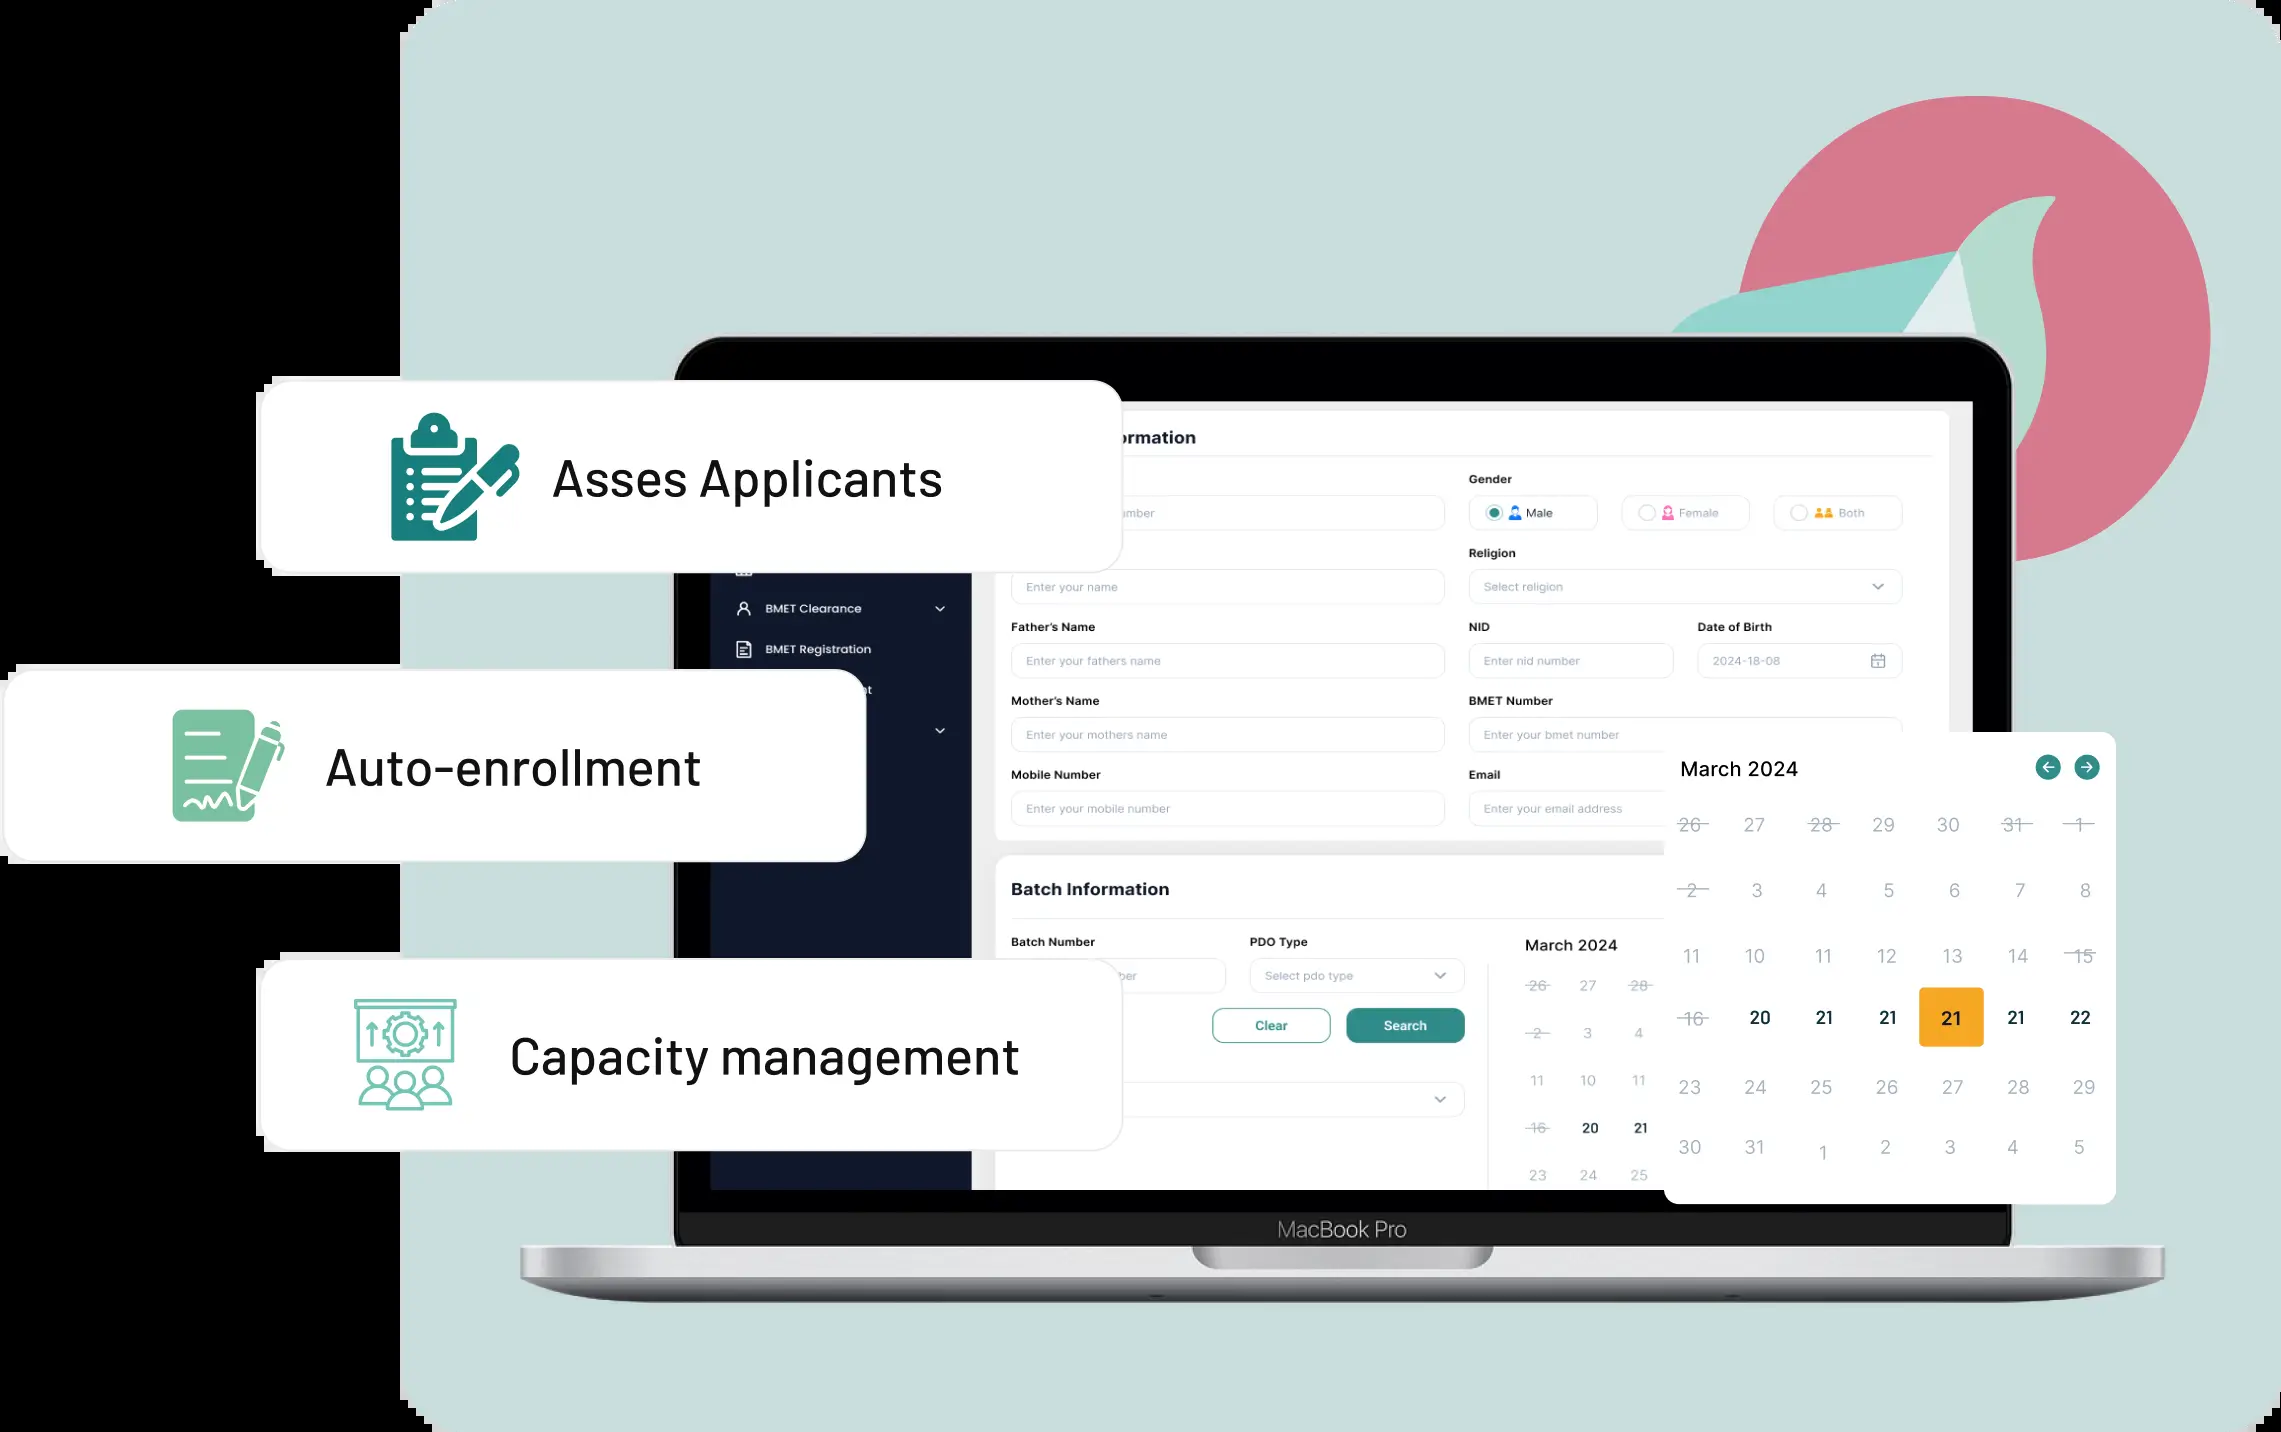 Asses Applicants
Auto-enrollment
Capacity management
BMET Clearance
BMET Registration
Gender
Male
Female
Both
Enter your name
Religion
Select religion
Father's Name
Enter your fathers name
NID
Enter nid number
Date of Birth
2024-18-08
Mother's Name
Enter your mothers name
BMET Number
Enter your bmet number
Mobile Number
Enter your mobile number
Email
Enter your email address
Batch Information
Batch Number
PDO Type
Select pdo type
Clear
Search
March 2024
26 27 28
2 3 4
11 10 11
16 20 21
23 24 25
March 2024
26 27 28 29 30 31 1
2 3 4 5 6 7 8
11 10 11 12 13 14 15
16 20 21 21 21 21 22
23 24 25 26 27 28 29
30 31 1 2 3 4 5
MacBook Pro